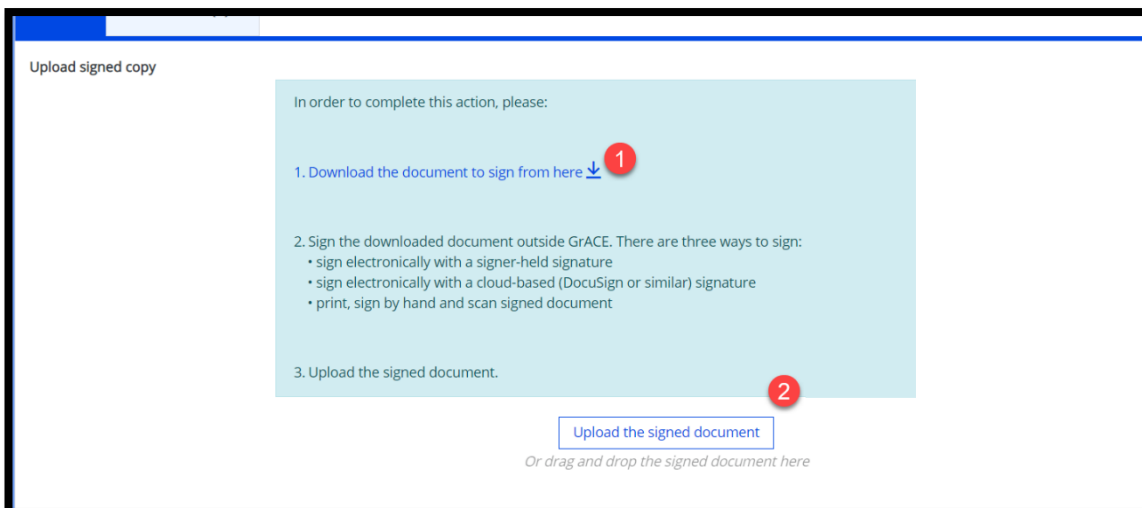 Upload signed copy
In order to complete this action, please:
1. Download the document to sign from here
1
2. Sign the downloaded document outside GrACE. There are three ways to sign:
• sign electronically with a signer-held signature
• sign electronically with a cloud-based (DocuSign or similar) signature
• print, sign by hand and scan signed document
3. Upload the signed document.
2
Upload the signed document
Or drag and drop the signed document here